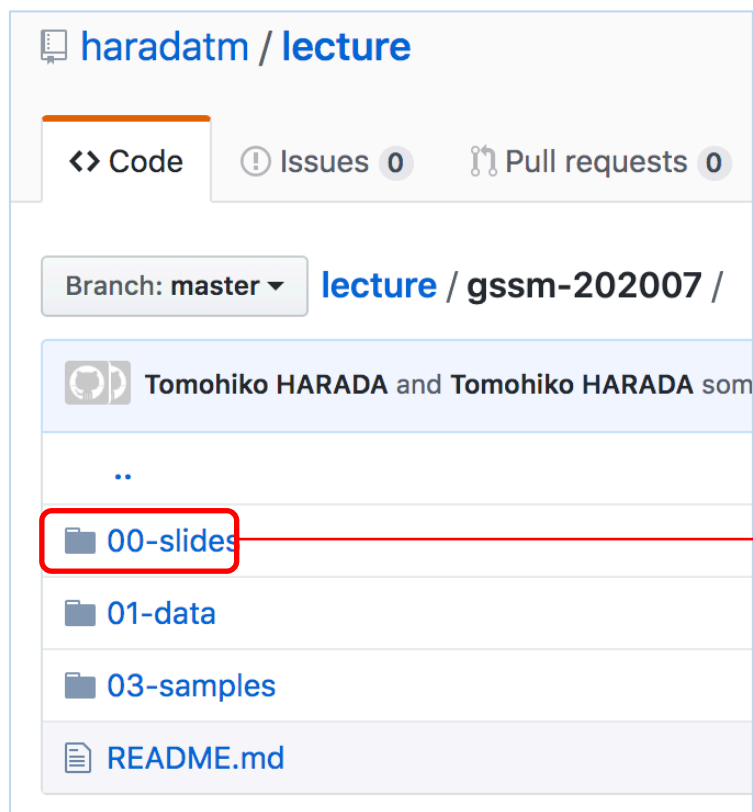 haradatm / lecture
Code Issues 0 Pull requests 0
Branch: master lecture / gssm-202007 /
Tomohiko HARADA and Tomohiko HARADA som
..
00-slides
01-data
03-samples
README.md